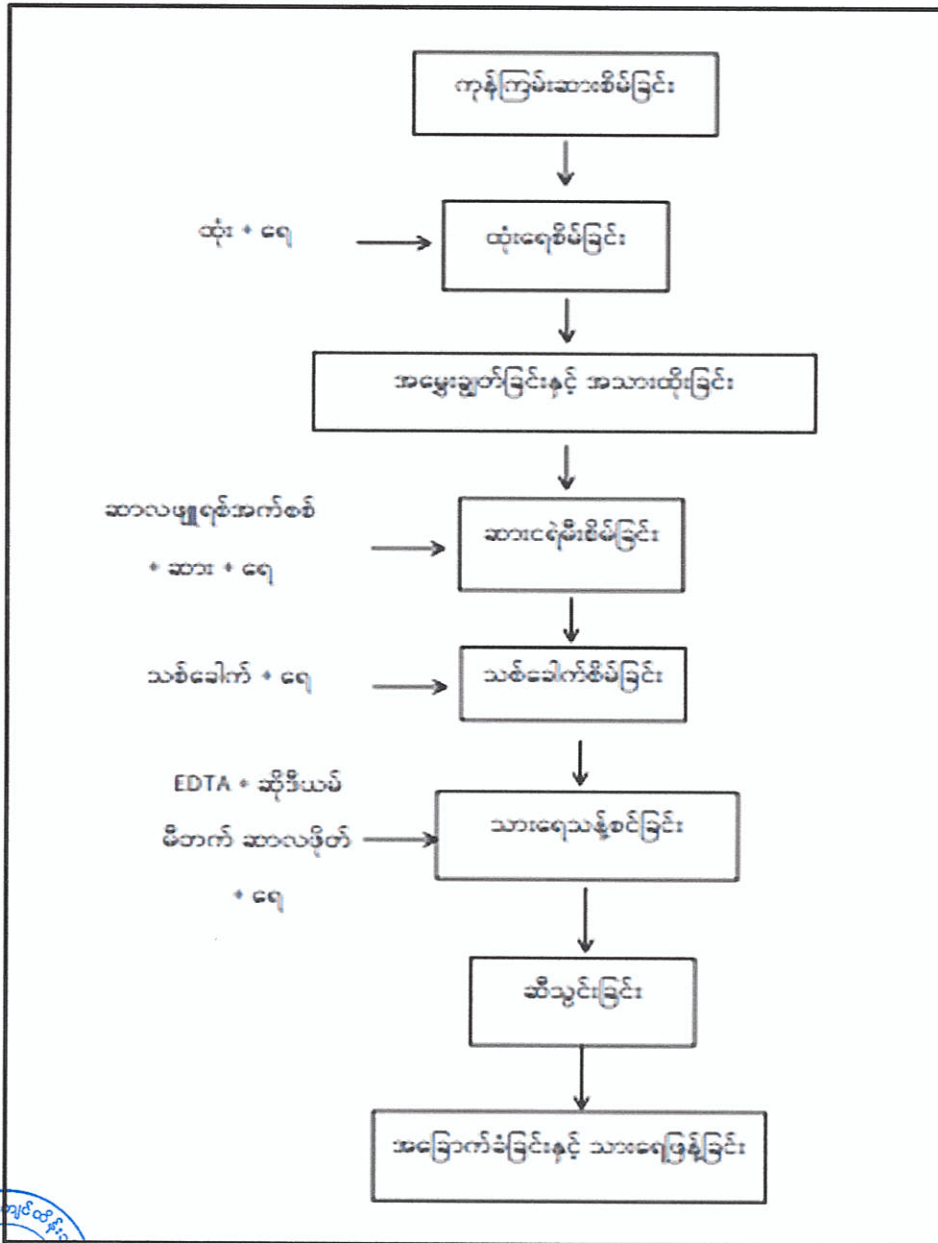 ကုန်ကြမ်းဆားစိမ်ခြင်း
ထုံး + ရေ
ထုံးရေစိမ်ခြင်း
အမွှေးချွတ်ခြင်းနှင့် အသားထိုးခြင်း
ဆာလဖျူရစ်အက်စစ်
+ ဆား + ရေ
ဆားငရဲမီးစိမ်ခြင်း
သစ်ခေါက် + ရေ
သစ်ခေါက်စိမ်ခြင်း
EDTA + ဆိုဒီယမ်
မီဘက် ဆာလဖိုတ်
+ ရေ
သားရေသန့်စင်ခြင်း
ဆီသွင်းခြင်း
အခြောက်ခံခြင်းနှင့် သားရေဖြန့်ခြင်း